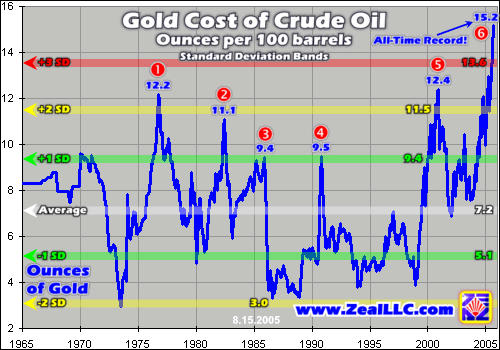 Gold Cost of Crude Oil
Ounces per 100 barrels
Standard Deviation Bands
All-Time Record!
15.2
6
16
14
12
10
8
6
4
2
+3 SD
13.6
1
12.2
2
11.1
3
9.4
4
9.5
5
12.4
+2 SD
11.5
+1 SD
9.4
Average
7.2
-1 SD
5.1
Ounces
of Gold
-2 SD
3.0
www.ZealLLC.com
8.15.2005
1965 1970 1975 1980 1985 1990 1995 2000 2005